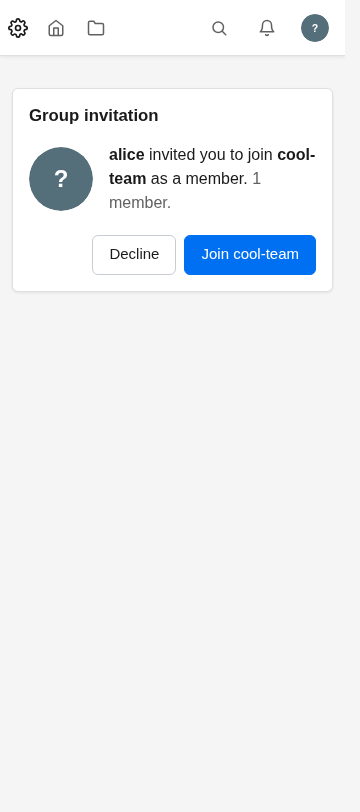 ?
Group invitation
?
alice invited you to join cool-
team as a member. 1
member.
Decline
Join cool-team